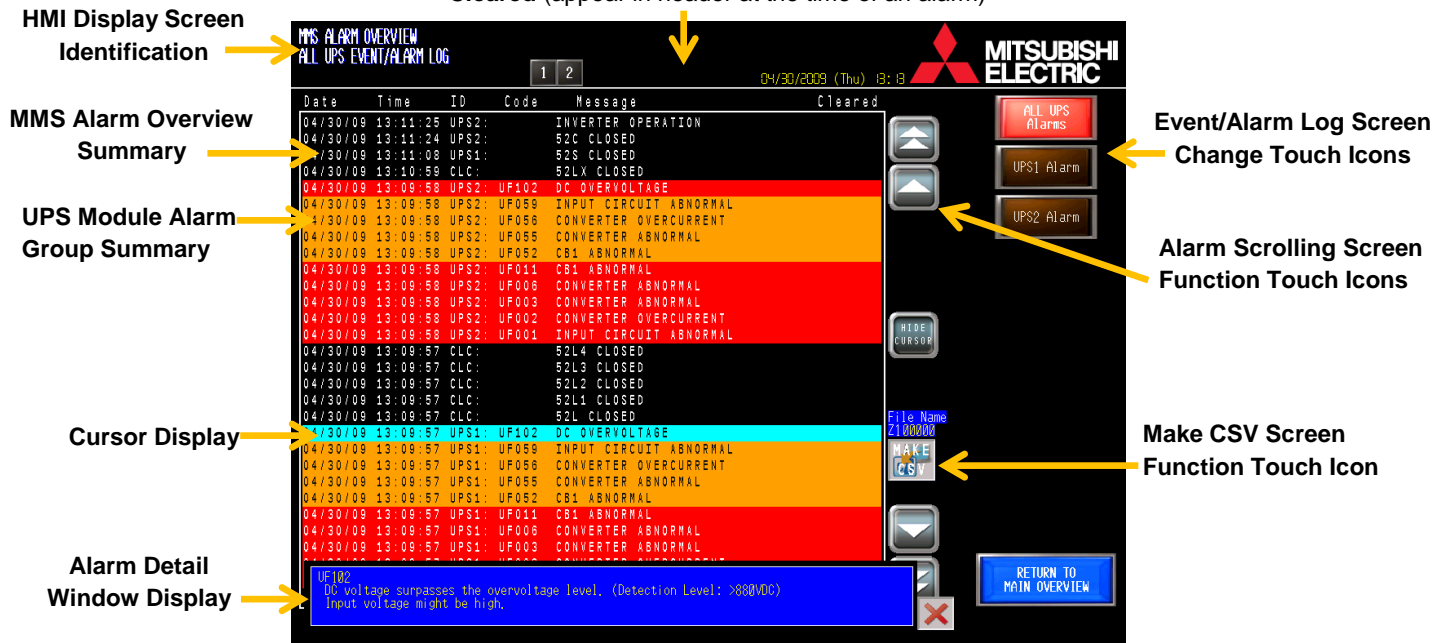 Cleared (appear in header at the time of an alarm)
HMI Display Screen
Identification
MMS ALARM OVERVIEW
ALL UPS EVENT/ALARM LOG
1 2
04/30/2009 (Thu) 13:13
MITSUBISHI
ELECTRIC
Date Time ID Code Message Cleared
04/30/09 13:11:25 UPS2: INVERTER OPERATION
04/30/09 13:11:24 UPS2: 52C CLOSED
04/30/09 13:11:08 UPS1: 52S CLOSED
04/30/09 13:10:59 CLC: 52LX CLOSED
04/30/09 13:09:58 UPS2: UF102 DC OVERVOLTAGE
04/30/09 13:09:58 UPS2: UF059 INPUT CIRCUIT ABNORMAL
04/30/09 13:09:58 UPS2: UF056 CONVERTER OVERCURRENT
04/30/09 13:09:58 UPS2: UF055 CONVERTER ABNORMAL
04/30/09 13:09:58 UPS2: UF052 CB1 ABNORMAL
04/30/09 13:09:58 UPS2: UF011 CB1 ABNORMAL
04/30/09 13:09:58 UPS2: UF006 CONVERTER ABNORMAL
04/30/09 13:09:58 UPS2: UF003 CONVERTER ABNORMAL
04/30/09 13:09:58 UPS2: UF002 CONVERTER OVERCURRENT
04/30/09 13:09:58 UPS2: UF001 INPUT CIRCUIT ABNORMAL
04/30/09 13:09:57 CLC: 52L4 CLOSED
04/30/09 13:09:57 CLC: 52L3 CLOSED
04/30/09 13:09:57 CLC: 52L2 CLOSED
04/30/09 13:09:57 CLC: 52L1 CLOSED
04/30/09 13:09:57 CLC: 52L CLOSED
04/30/09 13:09:57 UPS1: UF102 DC OVERVOLTAGE
04/30/09 13:09:57 UPS1: UF059 INPUT CIRCUIT ABNORMAL
04/30/09 13:09:57 UPS1: UF056 CONVERTER OVERCURRENT
04/30/09 13:09:57 UPS1: UF055 CONVERTER ABNORMAL
04/30/09 13:09:57 UPS1: UF052 CB1 ABNORMAL
04/30/09 13:09:57 UPS1: UF011 CB1 ABNORMAL
04/30/09 13:09:57 UPS1: UF006 CONVERTER ABNORMAL
04/30/09 13:09:57 UPS1: UF003 CONVERTER ABNORMAL
UF102
DC voltage surpasses the overvoltage level. (Detection Level: >880VDC)
Input voltage might be high.
MMS Alarm Overview
Summary
UPS Module Alarm
Group Summary
Cursor Display
Alarm Detail
Window Display
HIDE
CURSOR
File Name
Z100000
MAKE
CSV
ALL UPS
Alarms
UPS1 Alarm
UPS2 Alarm
RETURN TO
MAIN OVERVIEW
Event/Alarm Log Screen
Change Touch Icons
Alarm Scrolling Screen
Function Touch Icons
Make CSV Screen
Function Touch Icon